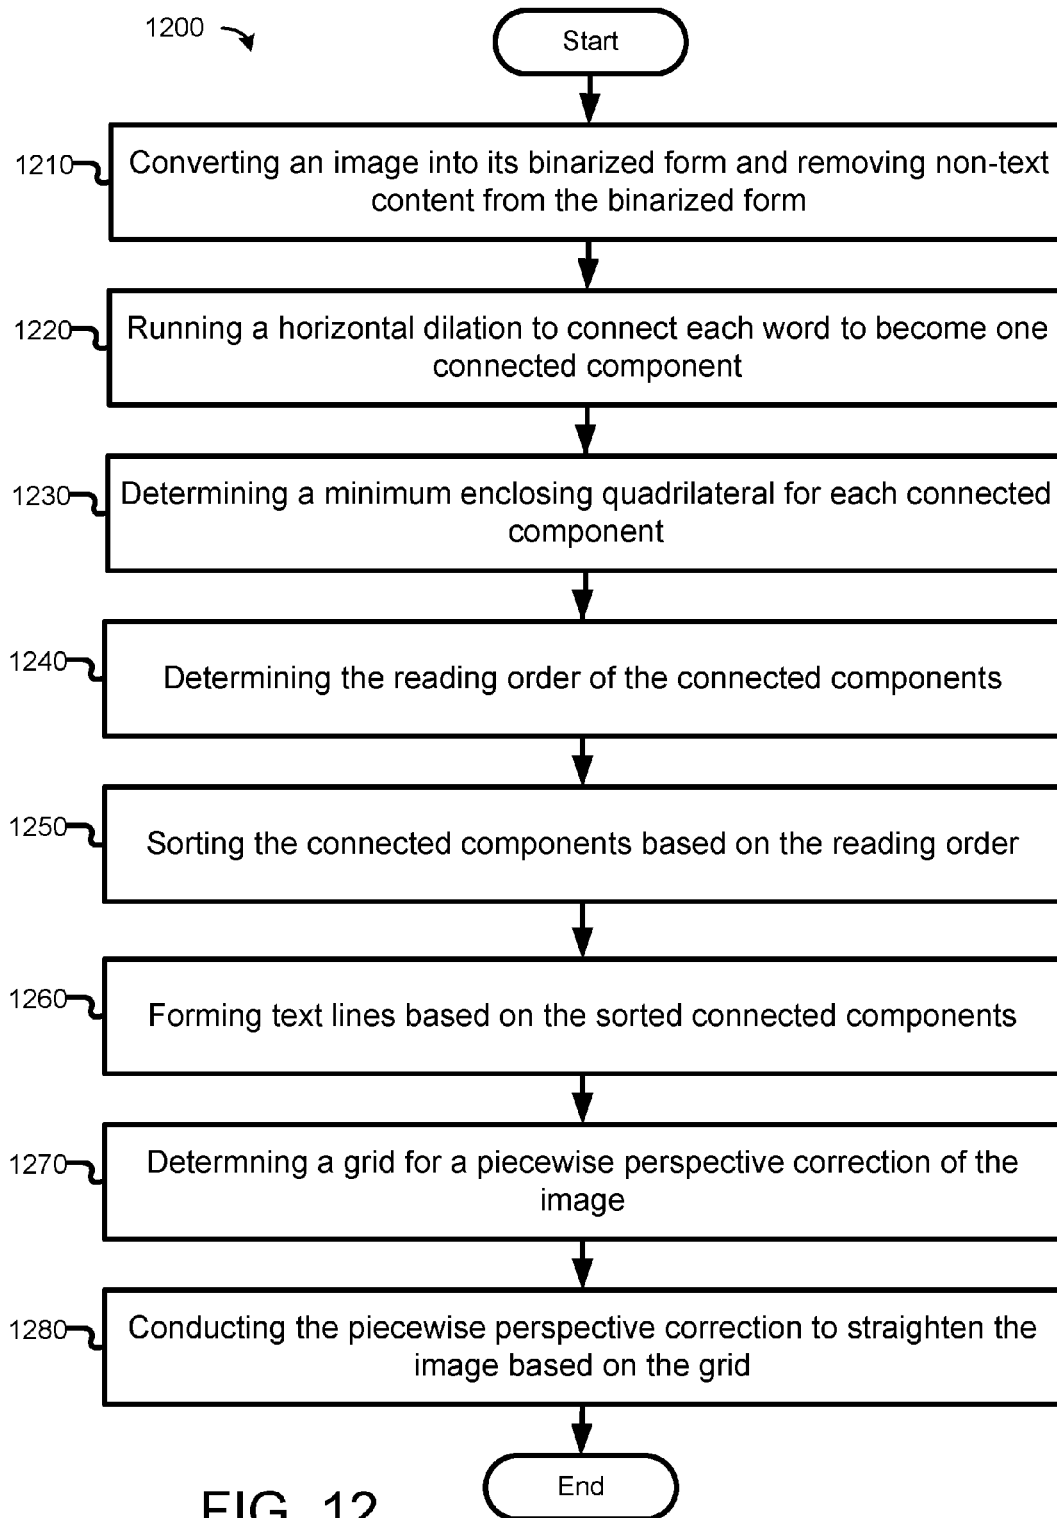 1200
Start
1210
Converting an image into its binarized form and removing non-text
content from the binarized form
1220
Running a horizontal dilation to connect each word to become one
connected component
1230
Determining a minimum enclosing quadrilateral for each connected
component
1240
Determining the reading order of the connected components
1250
Sorting the connected components based on the reading order
1260
Forming text lines based on the sorted connected components
1270
Determning a grid for a piecewise perspective correction of the
image
1280
Conducting the piecewise perspective correction to straighten the
image based on the grid
End
FIG. 12